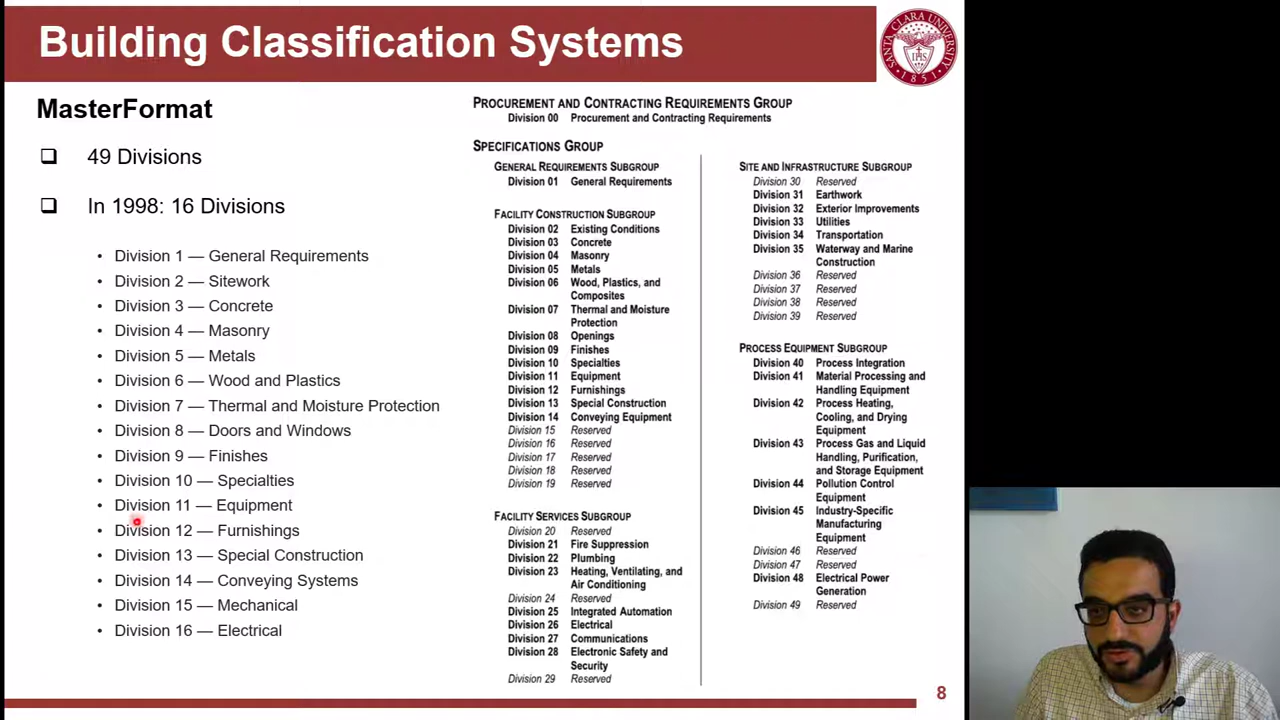 Building Classification Systems
SANTA CLARA UNIVERSITY
IHS
1851
MasterFormat
49 Divisions
In 1998: 16 Divisions
• Division 1 — General Requirements
• Division 2 — Sitework
• Division 3 — Concrete
• Division 4 — Masonry
• Division 5 — Metals
• Division 6 — Wood and Plastics
• Division 7 — Thermal and Moisture Protection
• Division 8 — Doors and Windows
• Division 9 — Finishes
• Division 10 — Specialties
• Division 11 — Equipment
• Division 12 — Furnishings
• Division 13 — Special Construction
• Division 14 — Conveying Systems
• Division 15 — Mechanical
• Division 16 — Electrical
PROCUREMENT AND CONTRACTING REQUIREMENTS GROUP
Division 00 Procurement and Contracting Requirements
SPECIFICATIONS GROUP
GENERAL REQUIREMENTS SUBGROUP
Division 01 General Requirements
FACILITY CONSTRUCTION SUBGROUP
Division 02 Existing Conditions
Division 03 Concrete
Division 04 Masonry
Division 05 Metals
Division 06 Wood, Plastics, and
Composites
Division 07 Thermal and Moisture
Protection
Division 08 Openings
Division 09 Finishes
Division 10 Specialties
Division 11 Equipment
Division 12 Furnishings
Division 13 Special Construction
Division 14 Conveying Equipment
Division 15 Reserved
Division 16 Reserved
Division 17 Reserved
Division 18 Reserved
Division 19 Reserved
FACILITY SERVICES SUBGROUP
Division 20 Reserved
Division 21 Fire Suppression
Division 22 Plumbing
Division 23 Heating, Ventilating, and
Air Conditioning
Division 24 Reserved
Division 25 Integrated Automation
Division 26 Electrical
Division 27 Communications
Division 28 Electronic Safety and
Security
Division 29 Reserved
SITE AND INFRASTRUCTURE SUBGROUP
Division 30 Reserved
Division 31 Earthwork
Division 32 Exterior Improvements
Division 33 Utilities
Division 34 Transportation
Division 35 Waterway and Marine
Construction
Division 36 Reserved
Division 37 Reserved
Division 38 Reserved
Division 39 Reserved
PROCESS EQUIPMENT SUBGROUP
Division 40 Process Integration
Division 41 Material Processing and
Handling Equipment
Division 42 Process Heating,
Cooling, and Drying
Equipment
Division 43 Process Gas and Liquid
Handling, Purification,
and Storage Equipment
Division 44 Pollution Control
Equipment
Division 45 Industry-Specific
Manufacturing
Equipment
Division 46 Reserved
Division 47 Reserved
Division 48 Electrical Power
Generation
Division 49 Reserved
8